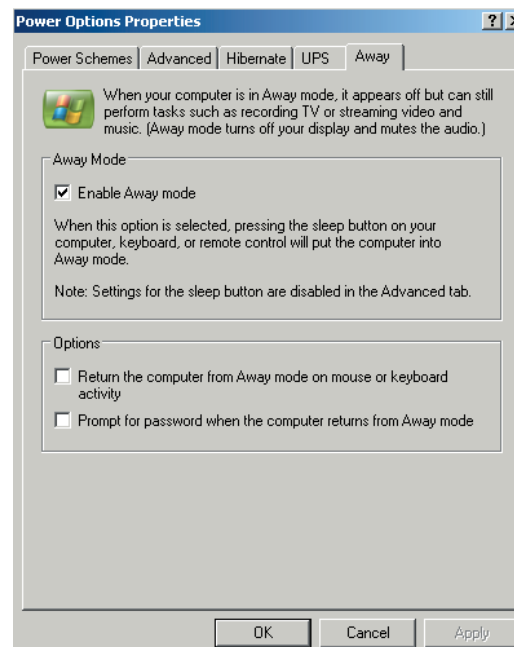 Power Options Properties
Power Schemes Advanced Hibernate UPS Away
When your computer is in Away mode, it appears off but can still
perform tasks such as recording TV or streaming video and
music. (Away mode turns off your display and mutes the audio.)
Away Mode
Enable Away mode
When this option is selected, pressing the sleep button on your
computer, keyboard, or remote control will put the computer into
Away mode.
Note: Settings for the sleep button are disabled in the Advanced tab.
Options
Return the computer from Away mode on mouse or keyboard
activity
Prompt for password when the computer returns from Away mode
OK Cancel Apply